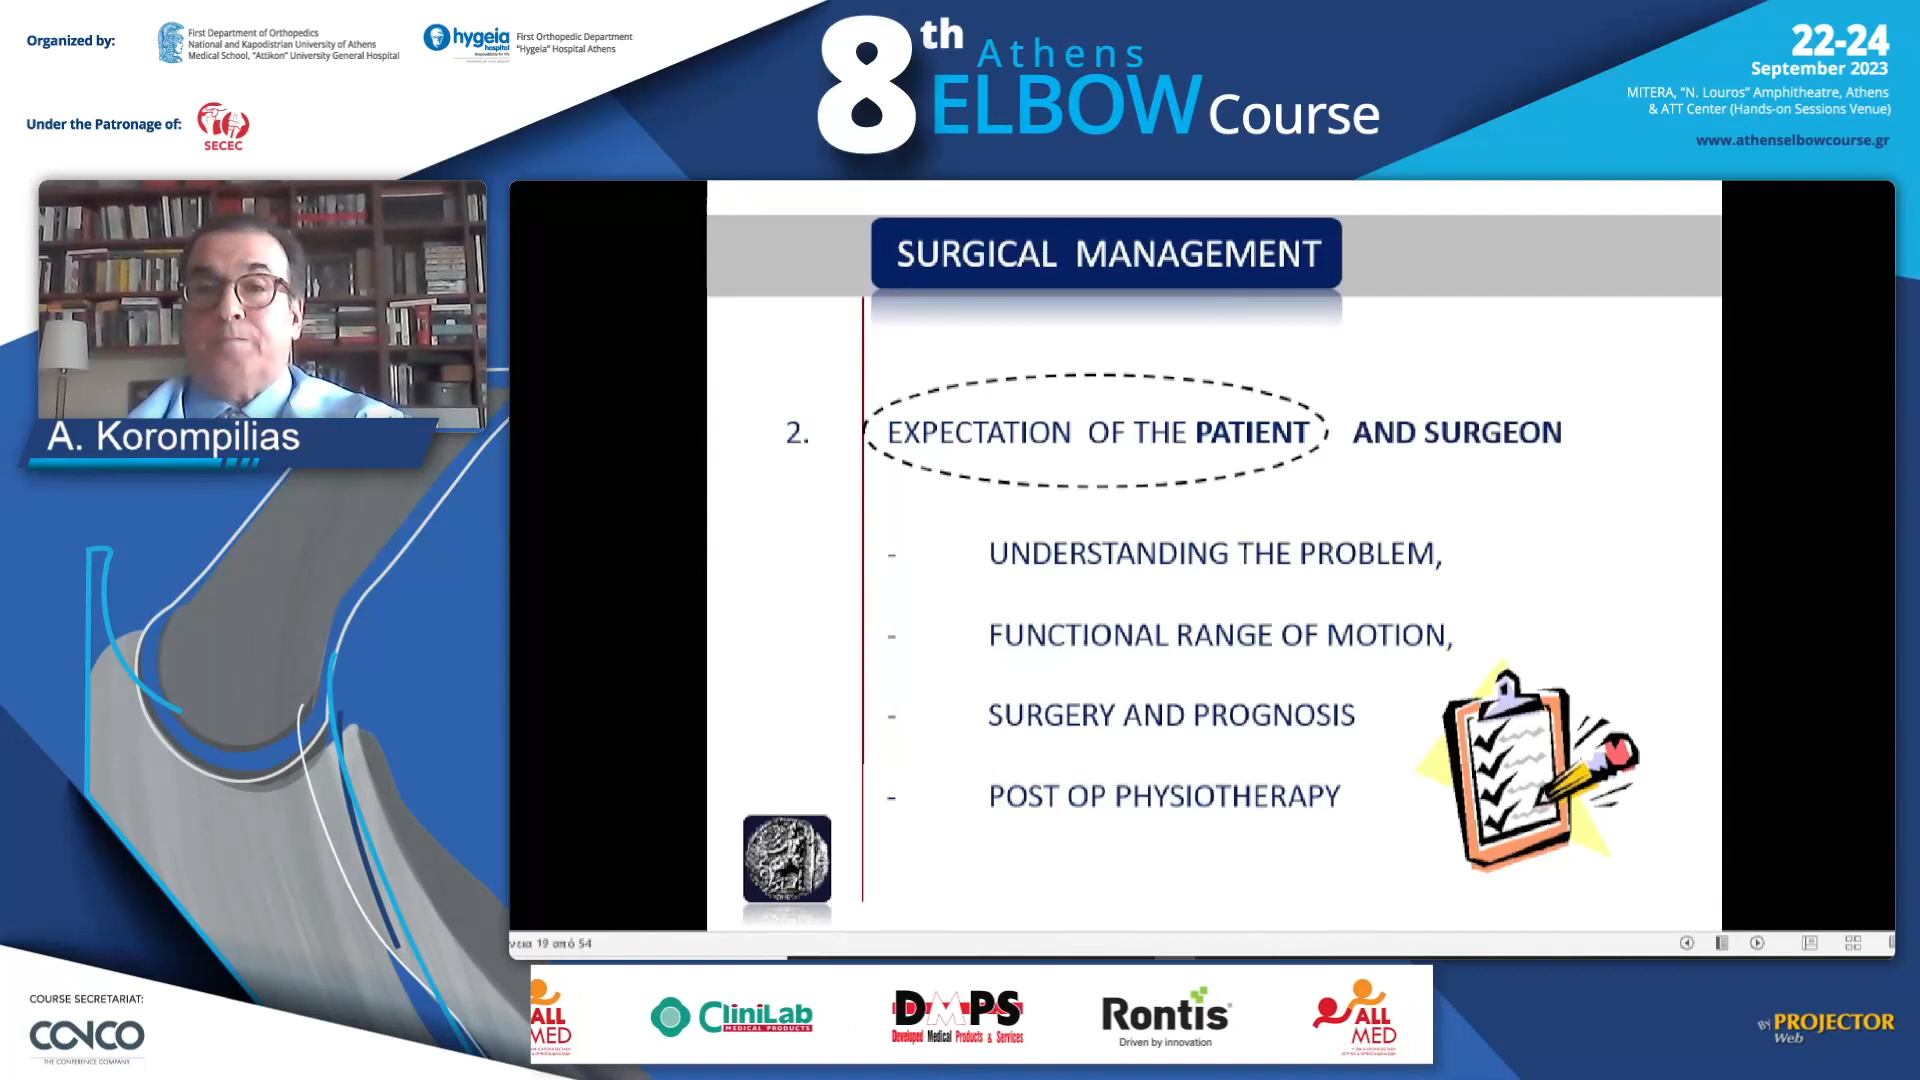 Organized by:
First Department of Orthopedics
National and Kapodistrian University of Athens
Medical School, "Attikon" University General Hospital
hygeia
hospital
First Orthopedic Department
"Hygeia" Hospital Athens
Under the Patronage of:
SECEC
8th
Athens
ELBOW Course
22-24
September 2023
MITERA, "N. Louros" Amphitheatre, Athens
& ATT Center (Hands-on Sessions Venue)
www.athenselbowcourse.gr
A. Korompilias
SURGICAL MANAGEMENT
2. EXPECTATION OF THE PATIENT AND SURGEON
- UNDERSTANDING THE PROBLEM,
- FUNCTIONAL RANGE OF MOTION,
- SURGERY AND PROGNOSIS
- POST OP PHYSIOTHERAPY
νεια 19 από 54
COURSE SECRETARIAT:
CONCO
THE CONFERENCE COMPANY
ALL
MED
CliniLab
MEDICAL PRODUCTS
DMPS
Developed Medical Products & Services
Rontis
Driven by innovation
ALL
MED
By PROJECTOR
Web